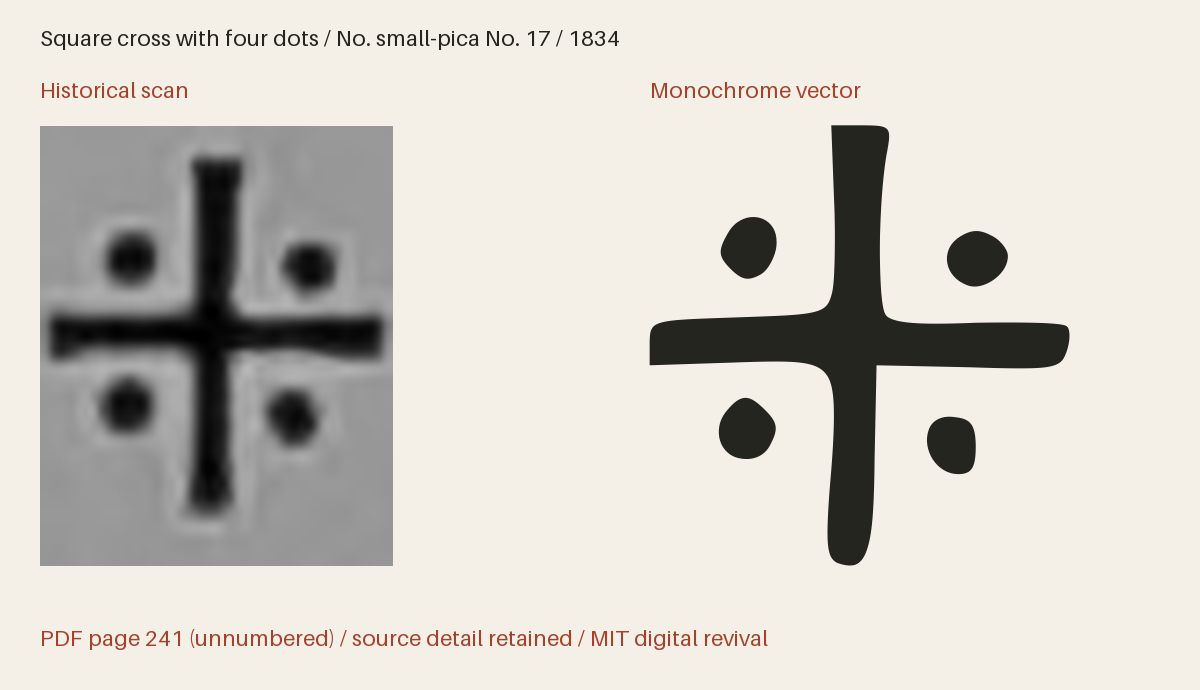 Square cross with four dots / No. small-pica No. 17 / 1834
Historical scan
Monochrome vector
PDF page 241 (unnumbered) / source detail retained / MIT digital revival